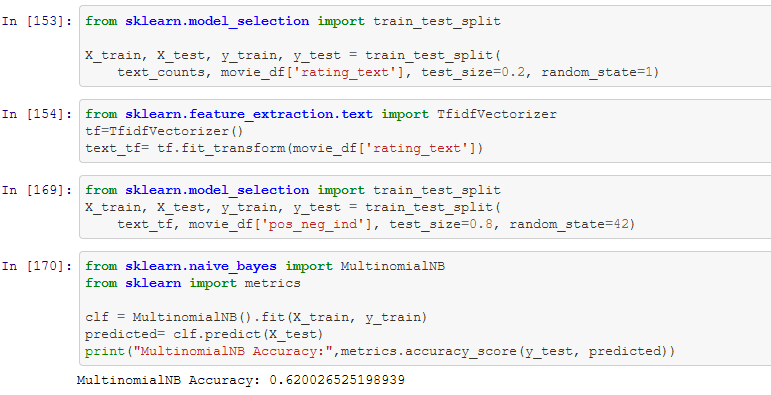 In [153]: from sklearn.model_selection import train_test_split
X_train, X_test, y_train, y_test = train_test_split(
text_counts, movie_df['rating_text'], test_size=0.2, random_state=1)
In [154]: from sklearn.feature_extraction.text import TfidfVectorizer
tf=TfidfVectorizer()
text_tf= tf.fit_transform(movie_df['rating_text'])
In [169]: from sklearn.model_selection import train_test_split
X_train, X_test, y_train, y_test = train_test_split(
text_tf, movie_df['pos_neg_ind'], test_size=0.8, random_state=42)
In [170]: from sklearn.naive_bayes import MultinomialNB
from sklearn import metrics
clf = MultinomialNB().fit(X_train, y_train)
predicted= clf.predict(X_test)
print("MultinomialNB Accuracy:",metrics.accuracy_score(y_test, predicted))
MultinomialNB Accuracy: 0.620026525198939